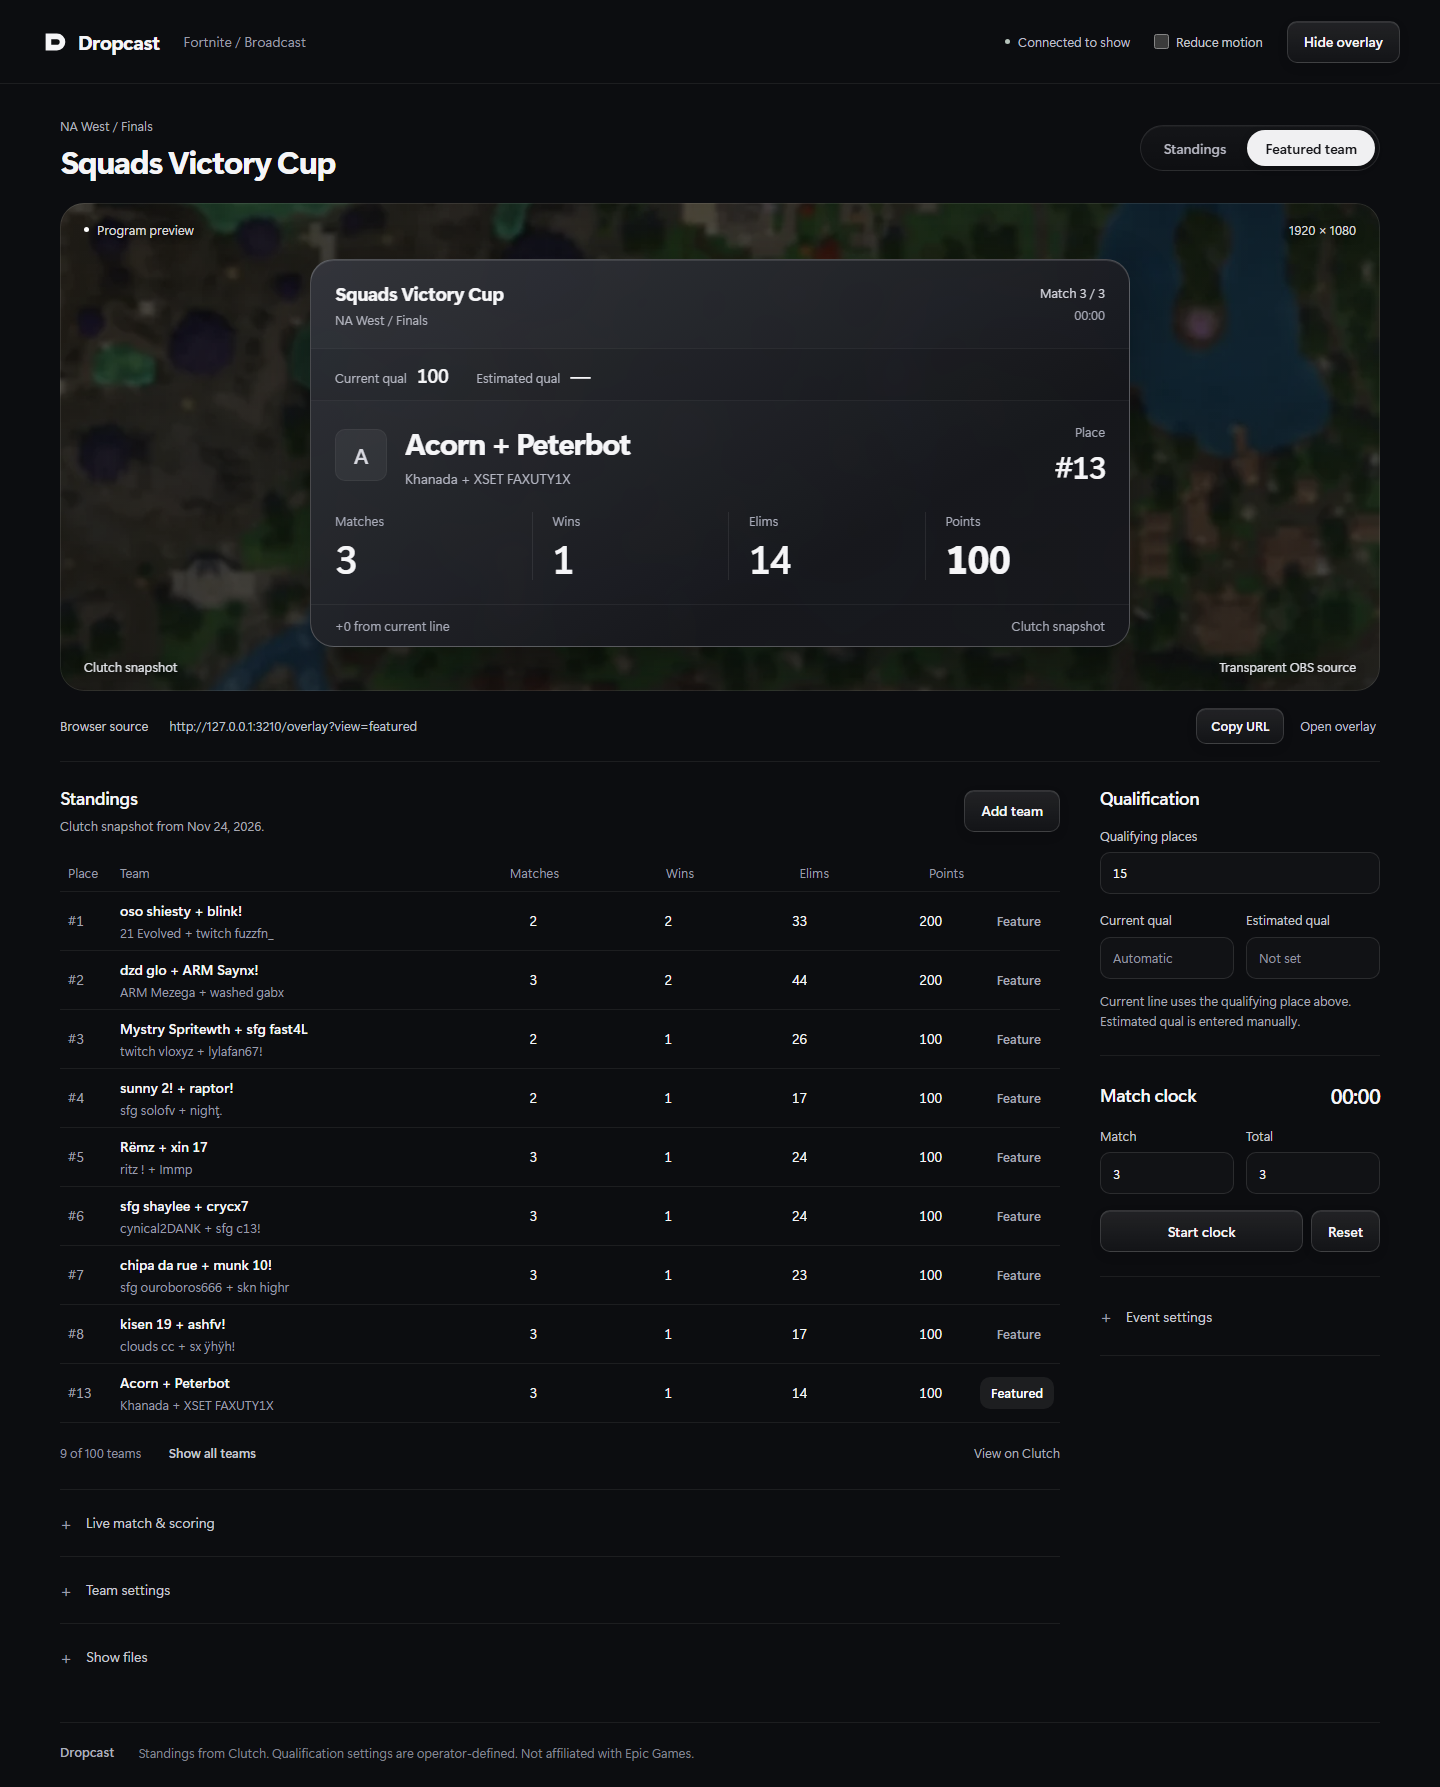 Dropcast
Fortnite / Broadcast
Connected to show
Reduce motion
Hide overlay
NA West / Finals
Squads Victory Cup
Standings
Featured team
Program preview
1920 × 1080
Squads Victory Cup
Match 3 / 3
NA West / Finals
00:00
Current qual 100
Estimated qual —
A
Acorn + Peterbot
Khanada + XSET FAXUTY1X
Place
#13
Matches
Wins
Elims
Points
3
1
14
100
+0 from current line
Clutch snapshot
Clutch snapshot
Transparent OBS source
Browser source
http://127.0.0.1:3210/overlay?view=featured
Copy URL
Open overlay
Standings
Clutch snapshot from Nov 24, 2026.
Add team
Place Team Matches Wins Elims Points
#1 oso shiesty + blink! 2 2 33 200 Feature
21 Evolved + twitch fuzzfn_
#2 dzd glo + ARM Saynx! 3 2 44 200 Feature
ARM Mezega + washed gabx
#3 Mystry Spritewth + sfg fast4L 2 1 26 100 Feature
twitch vloxyz + lylafan67!
#4 sunny 2! + raptor! 2 1 17 100 Feature
sfg solofv + nighţ.
#5 Rëmz + xin 17 3 1 24 100 Feature
ritz ! + Immp
#6 sfg shaylee + crycx7 3 1 24 100 Feature
cynical2DANK + sfg c13!
#7 chipa da rue + munk 10! 3 1 23 100 Feature
sfg ouroboros666 + skn highr
#8 kisen 19 + ashfv! 3 1 17 100 Feature
clouds cc + sx ÿhÿh!
#13 Acorn + Peterbot 3 1 14 100 Featured
Khanada + XSET FAXUTY1X
9 of 100 teams
Show all teams
View on Clutch
+ Live match & scoring
+ Team settings
+ Show files
Qualification
Qualifying places
15
Current qual
Estimated qual
Automatic
Not set
Current line uses the qualifying place above.
Estimated qual is entered manually.
Match clock
00:00
Match
Total
3
3
Start clock
Reset
+ Event settings
Dropcast
Standings from Clutch. Qualification settings are operator-defined. Not affiliated with Epic Games.